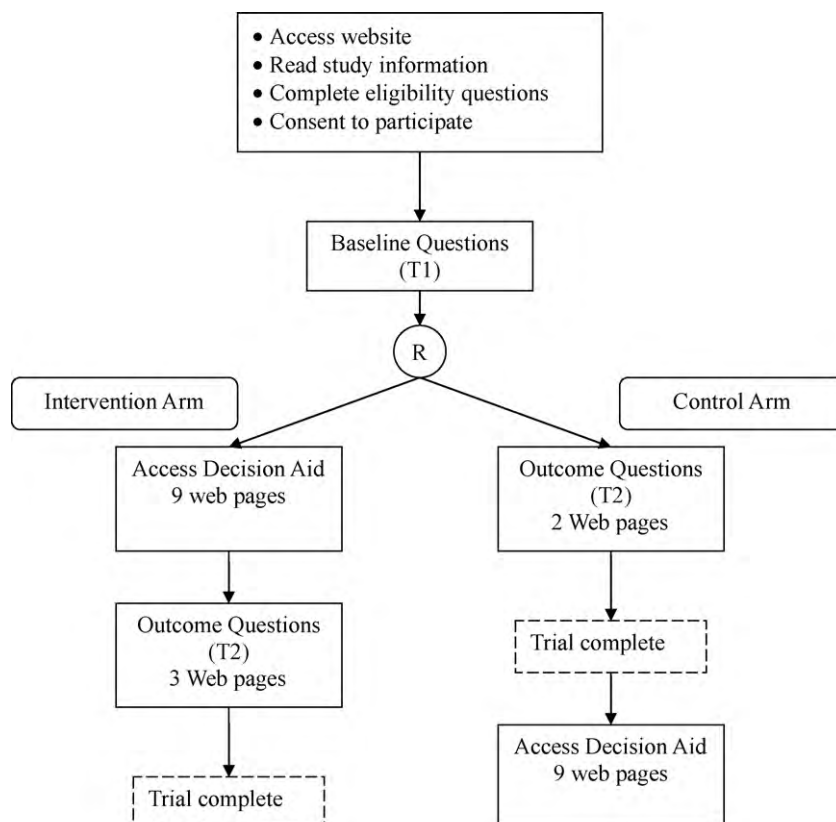 • Access website
• Read study information
• Complete eligibility questions
• Consent to participate
Baseline Questions
(T1)
R
Intervention Arm
Control Arm
Access Decision Aid
9 web pages
Outcome Questions
(T2)
2 Web pages
Outcome Questions
(T2)
3 Web pages
Trial complete
Trial complete
Access Decision Aid
9 web pages